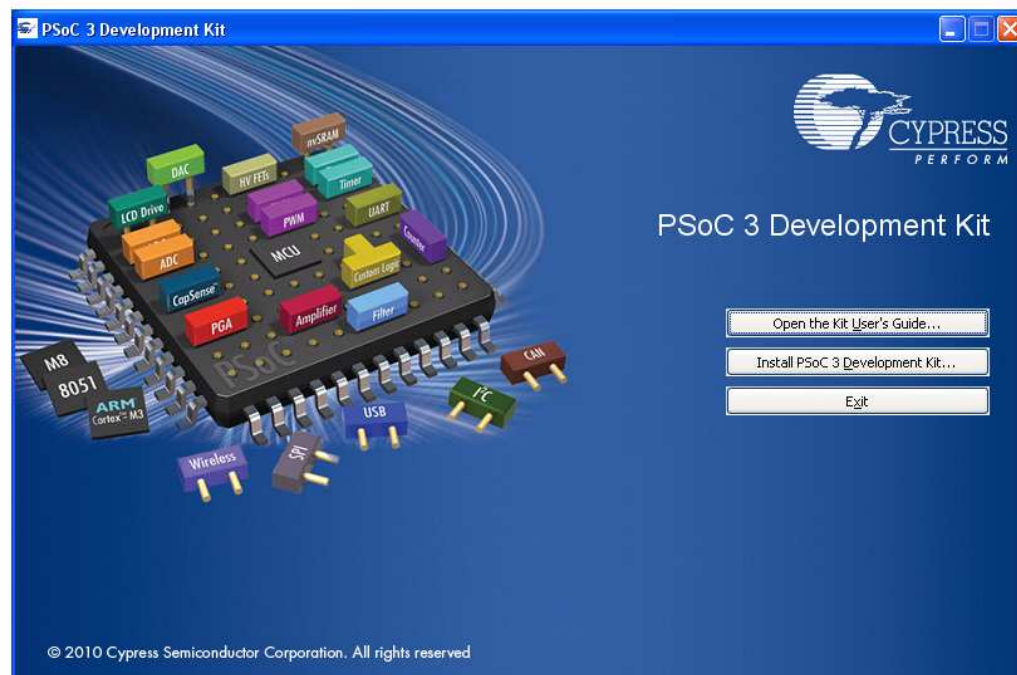 PSoC 3 Development Kit
CYPRESS
PERFORM
PSoC 3 Development Kit
Open the Kit User's Guide...
Install PSoC 3 Development Kit...
Exit
nvSRAM
DAC
HV FETs
Timer
LCD Drive
PWM
UART
Counter
ADC
MCU
Custom Logic
CapSense
PGA
Amplifier
Filter
PSoC
M8
8051
ARM
Cortex™ M3
CAN
I²C
USB
SPI
Wireless
© 2010 Cypress Semiconductor Corporation. All rights reserved